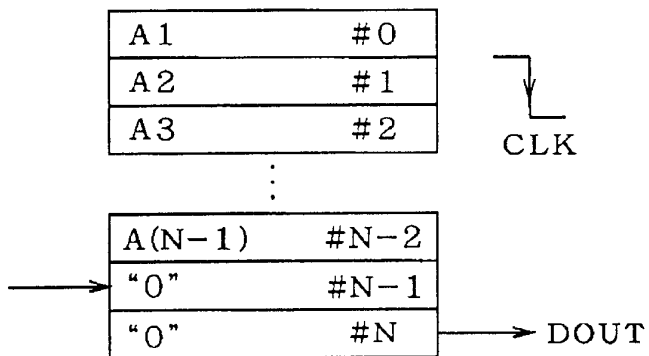 A1 #0
A2 #1
A3 #2
CLK
A(N-1) #N-2
"0" #N-1
"0" #N
DOUT